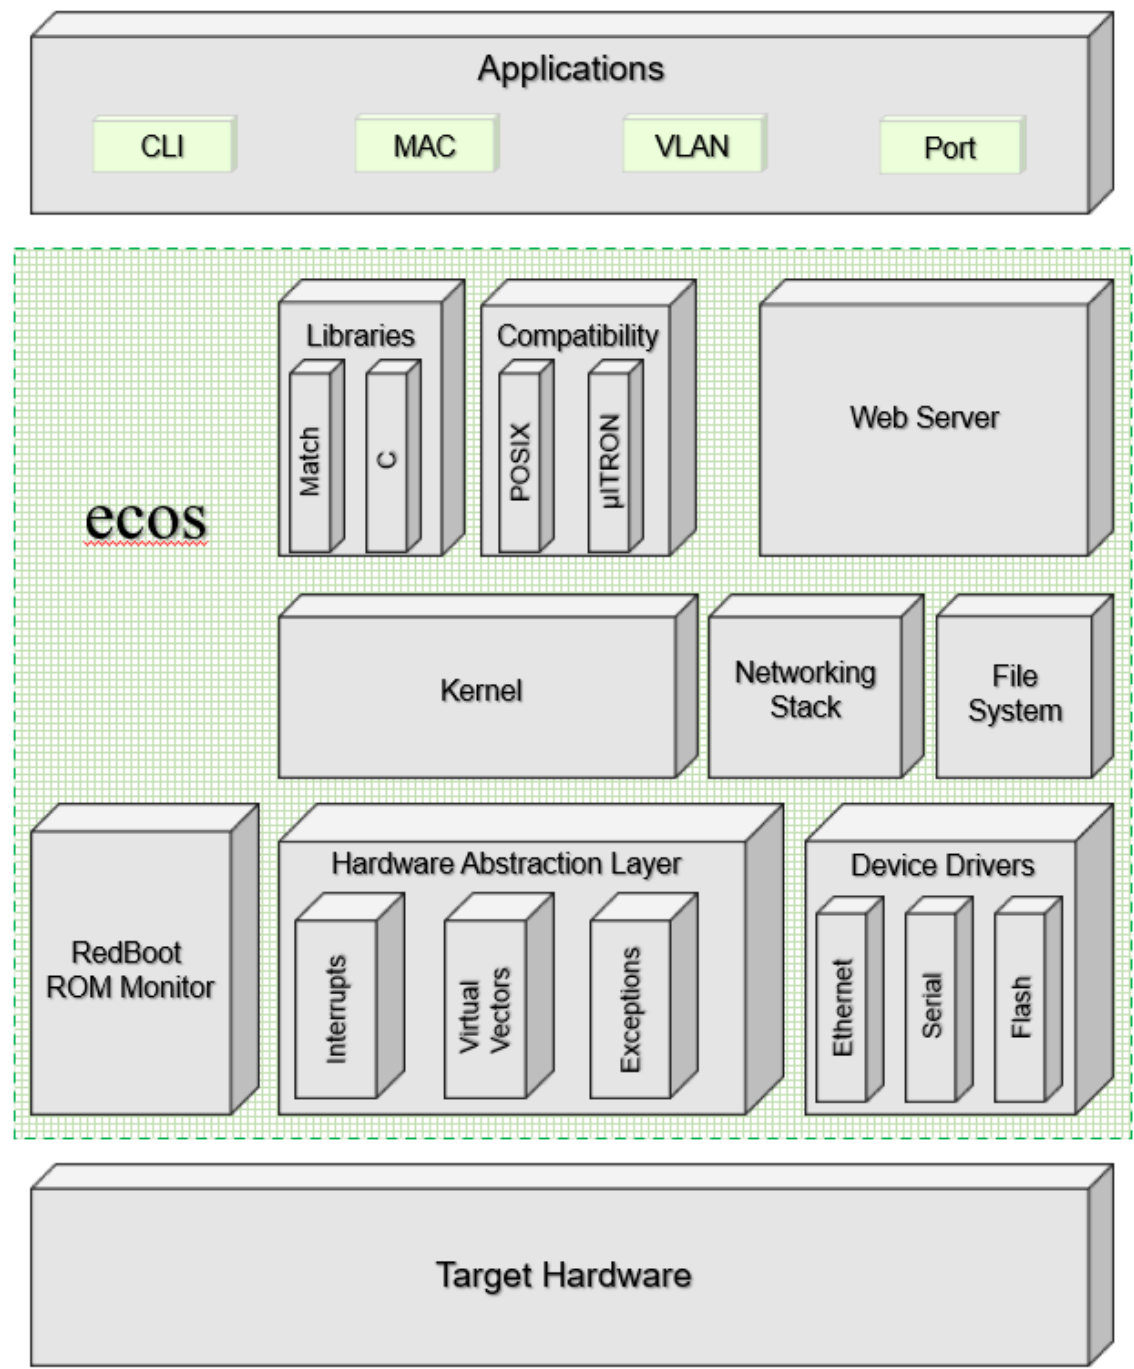 Applications
CLI
MAC
VLAN
Port
Libraries
Match
C
Compatibility
POSIX
µITRON
Web Server
ecos
Kernel
Networking
Stack
File
System
RedBoot
ROM Monitor
Hardware Abstraction Layer
Interrupts
Virtual
Vectors
Exceptions
Device Drivers
Ethernet
Serial
Flash
Target Hardware